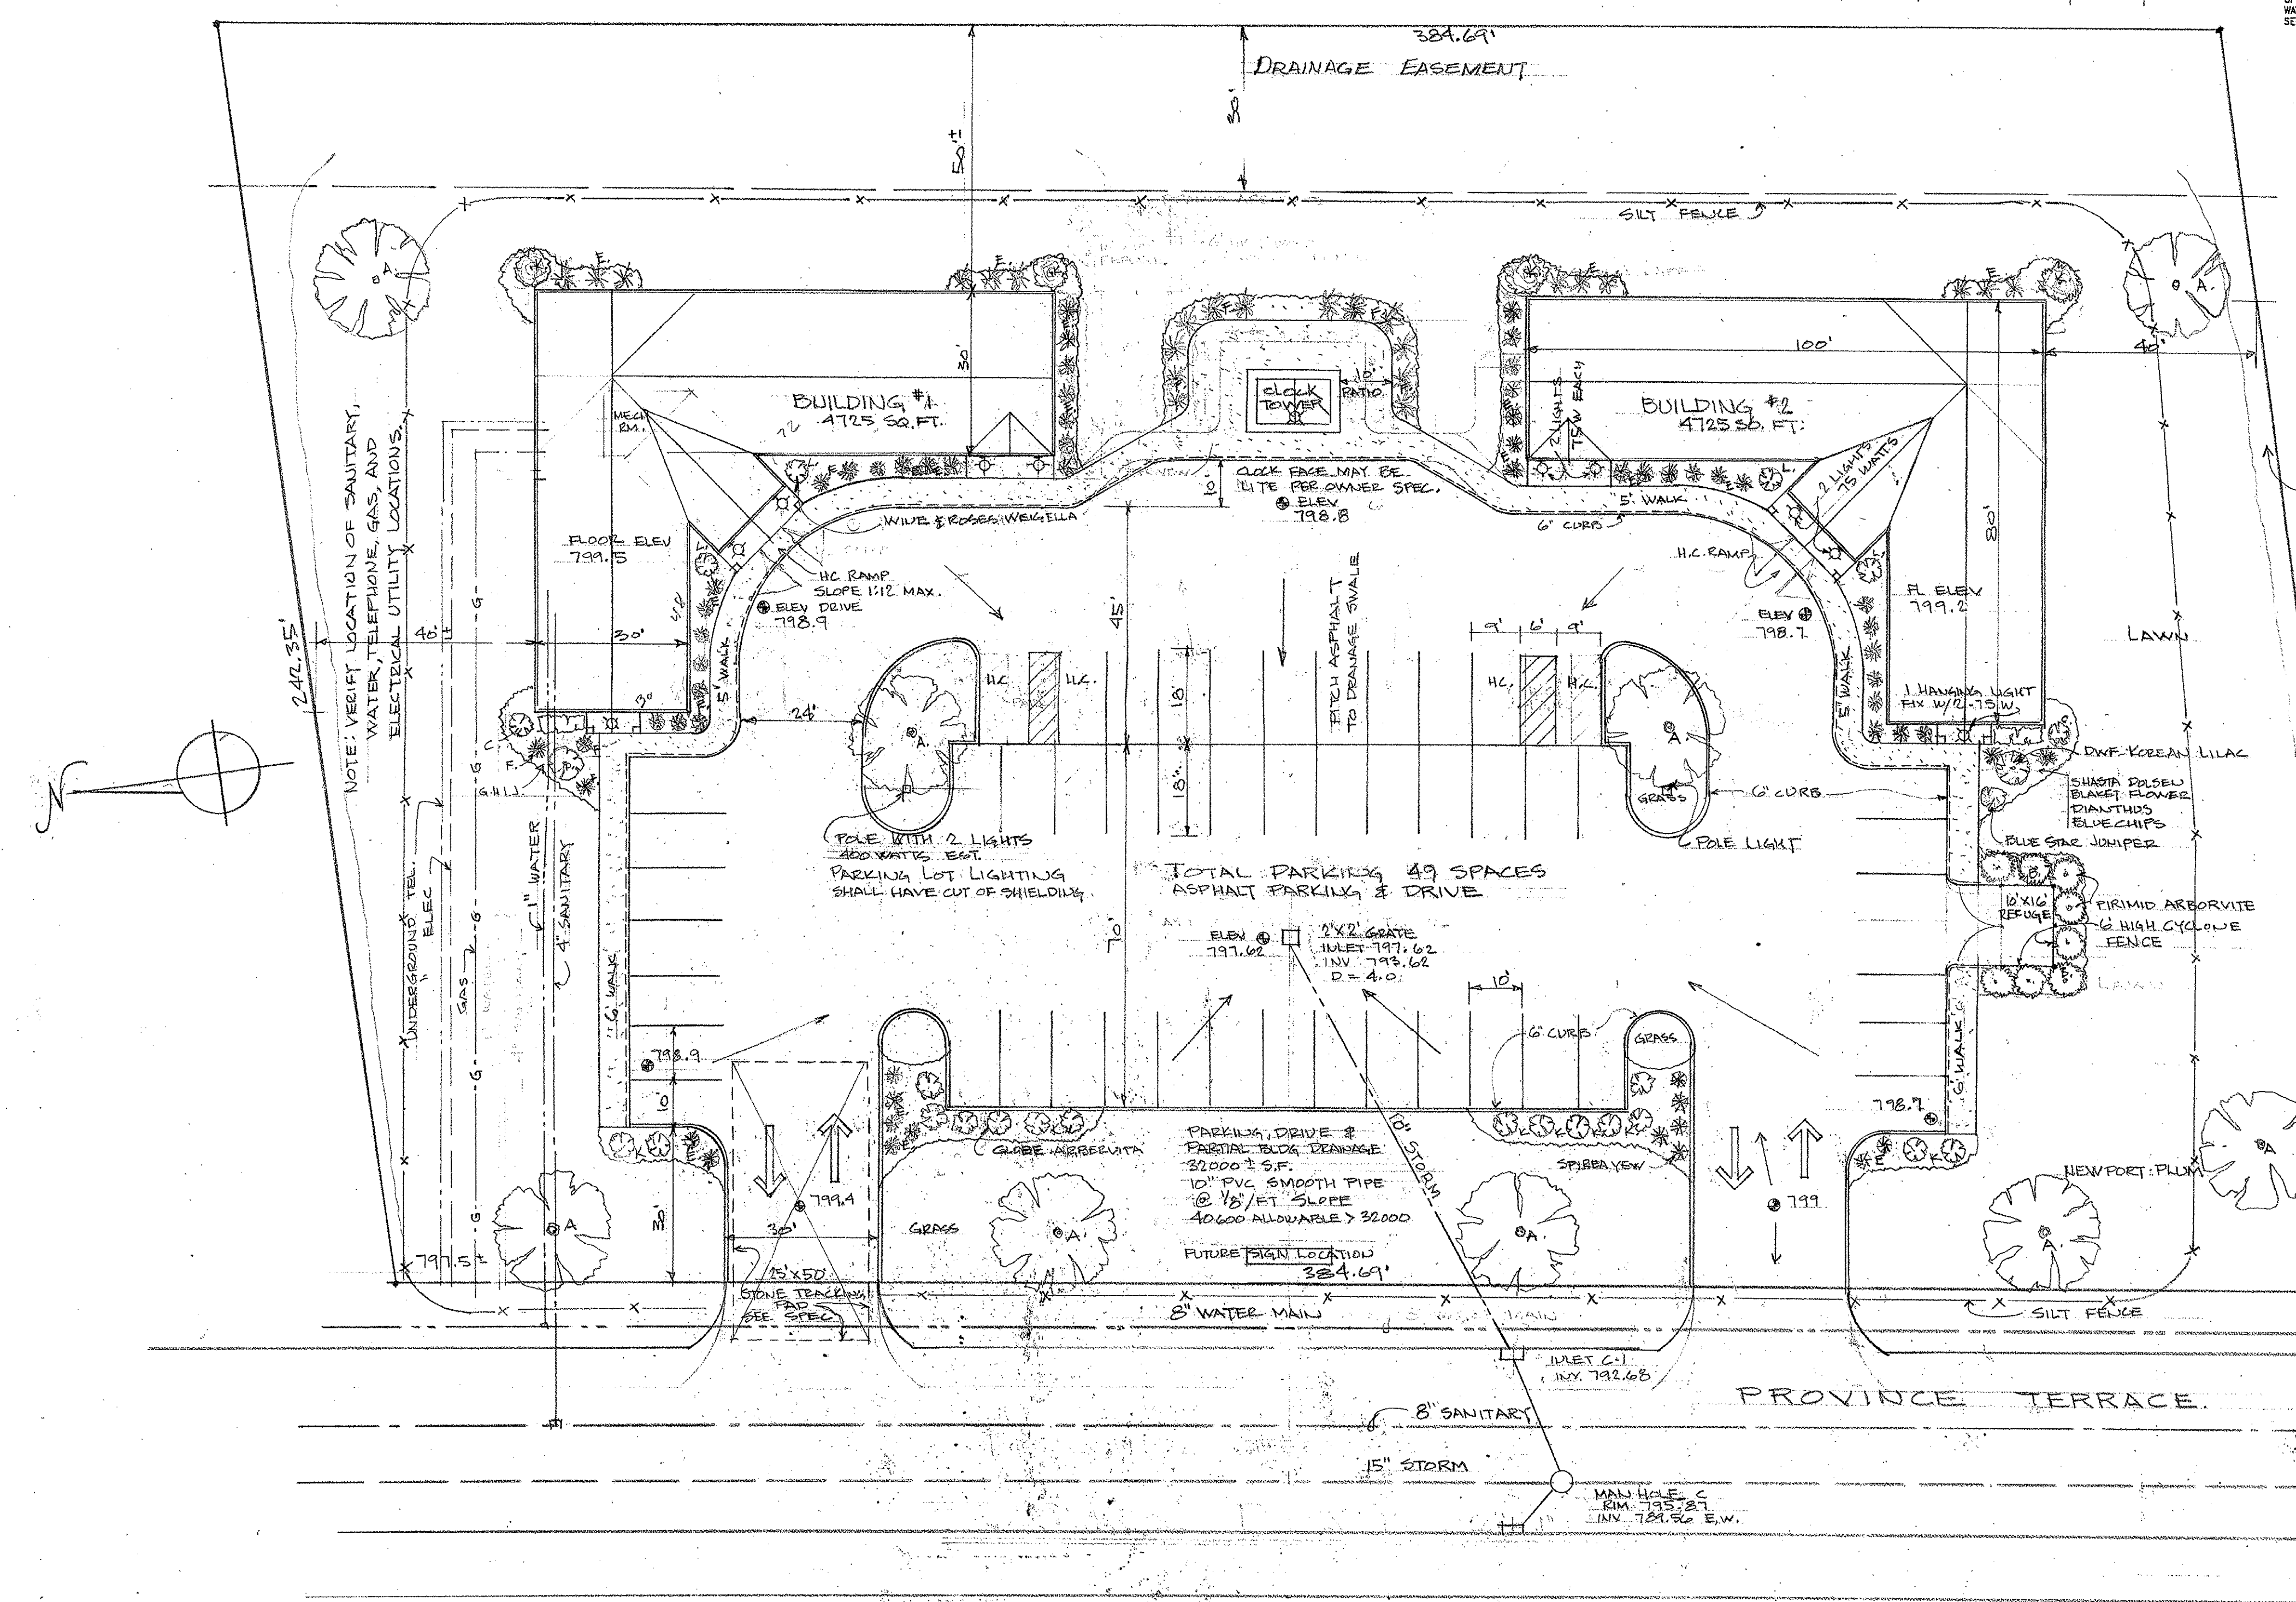 WA
SE
384.69'
DRAINAGE EASEMENT
50'±
SILT FENCE
A.
E.
E.
E.
E.
A.
100'
40'
CLOCK
TOWER
10'
PATIO
BUILDING #1
4725 SQ. FT.
MECH
RM.
BUILDING #2
4725 SQ. FT.
2 LIGHTS
75W EACH
2 LIGHTS
75 WATTS
NOTE: VERIFY LOCATION OF SANITARY,
WATER, TELEPHONE, GAS, AND
ELECTRICAL UTILITY LOCATIONS.
CLOCK FACE MAY BE
LITE PER OWNER SPEC.
ELEV
798.8
WINE & ROSES WEIGELLA
5' WALK
6" CURB
FLOOR ELEV
799.5
HC RAMP
SLOPE 1:12 MAX.
ELEV DRIVE
798.9
H.C. RAMP
ELEV
798.7
FL ELEV
799.2
80'
242.35'
40'±
30'
45'
PITCH ASPHALT
TO DRANAGE SWALE
9' 6' 9'
LAWN
5' WALK
24'
H.C.
H.C.
18'
H.C.
H.C.
5' WALK
1 HANGING LIGHT
FIX W/2-75 W.
A.
A.
N
DWF KOREAN LILAC
G.H.I.J.
18'
GRASS
6" CURB
SHASTA DOLSEN
BLAKET FLOWER
DIANTHUS
BLUECHIPS
POLE WITH 2 LIGHTS
400 WATTS EST.
PARKING LOT LIGHTING
SHALL HAVE CUT OF SHIELDING
POLE LIGHT
BLUE STAR JUNIPER
TOTAL PARKING 49 SPACES
ASPHALT PARKING & DRIVE
1" WATER
4" SANITARY
UNDERGROUND TEL.
ELEC
GAS
10'X16'
REFUGE
PIRIMID ARBORVITE
6' HIGH CYCLONE
FENCE
ELEV
797.62
2'X2' GRATE
INLET 797.62
INV 793.62
D = 4.0
70'
6' WALK
10'
6" CURB
GRASS
798.9
798.7
6' WALK
10" STORM
PARKING, DRIVE &
PARTIAL BLDG DRAINAGE
32000 ± S.F.
10" PVC SMOOTH PIPE
@ 1/8"/FT SLOPE
40600 ALLOWABLE > 32000
GLOBE ARBERVITA
SPIREA, YEW
NEWPORT PLUM
799.4
799
30'
GRASS
A
A.
A.
A.
A
FUTURE SIGN LOCATION
384.69'
797.5±
25'X50'
STONE TRACKING
PAD
SEE SPEC
8" WATER MAIN
SILT FENCE
INLET C-1
INV. 792.68
PROVINCE TERRACE.
8" SANITARY
15" STORM
MAN HOLE C
RIM 795.87
INV 789.56 E,W.